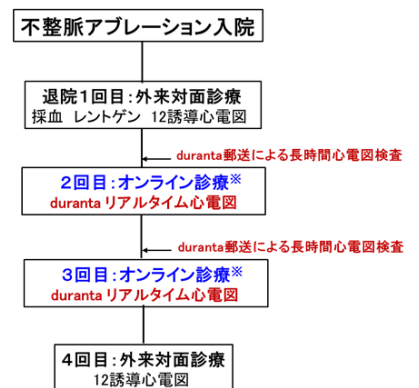 不整脈アブレーション入院
退院１回目：外来対面診療
採血　レントゲン　12誘導心電図
duranta郵送による長時間心電図検査
２回目：オンライン診療※
duranta リアルタイム心電図
duranta郵送による長時間心電図検査
３回目：オンライン診療※
duranta リアルタイム心電図
４回目：外来対面診療
12誘導心電図